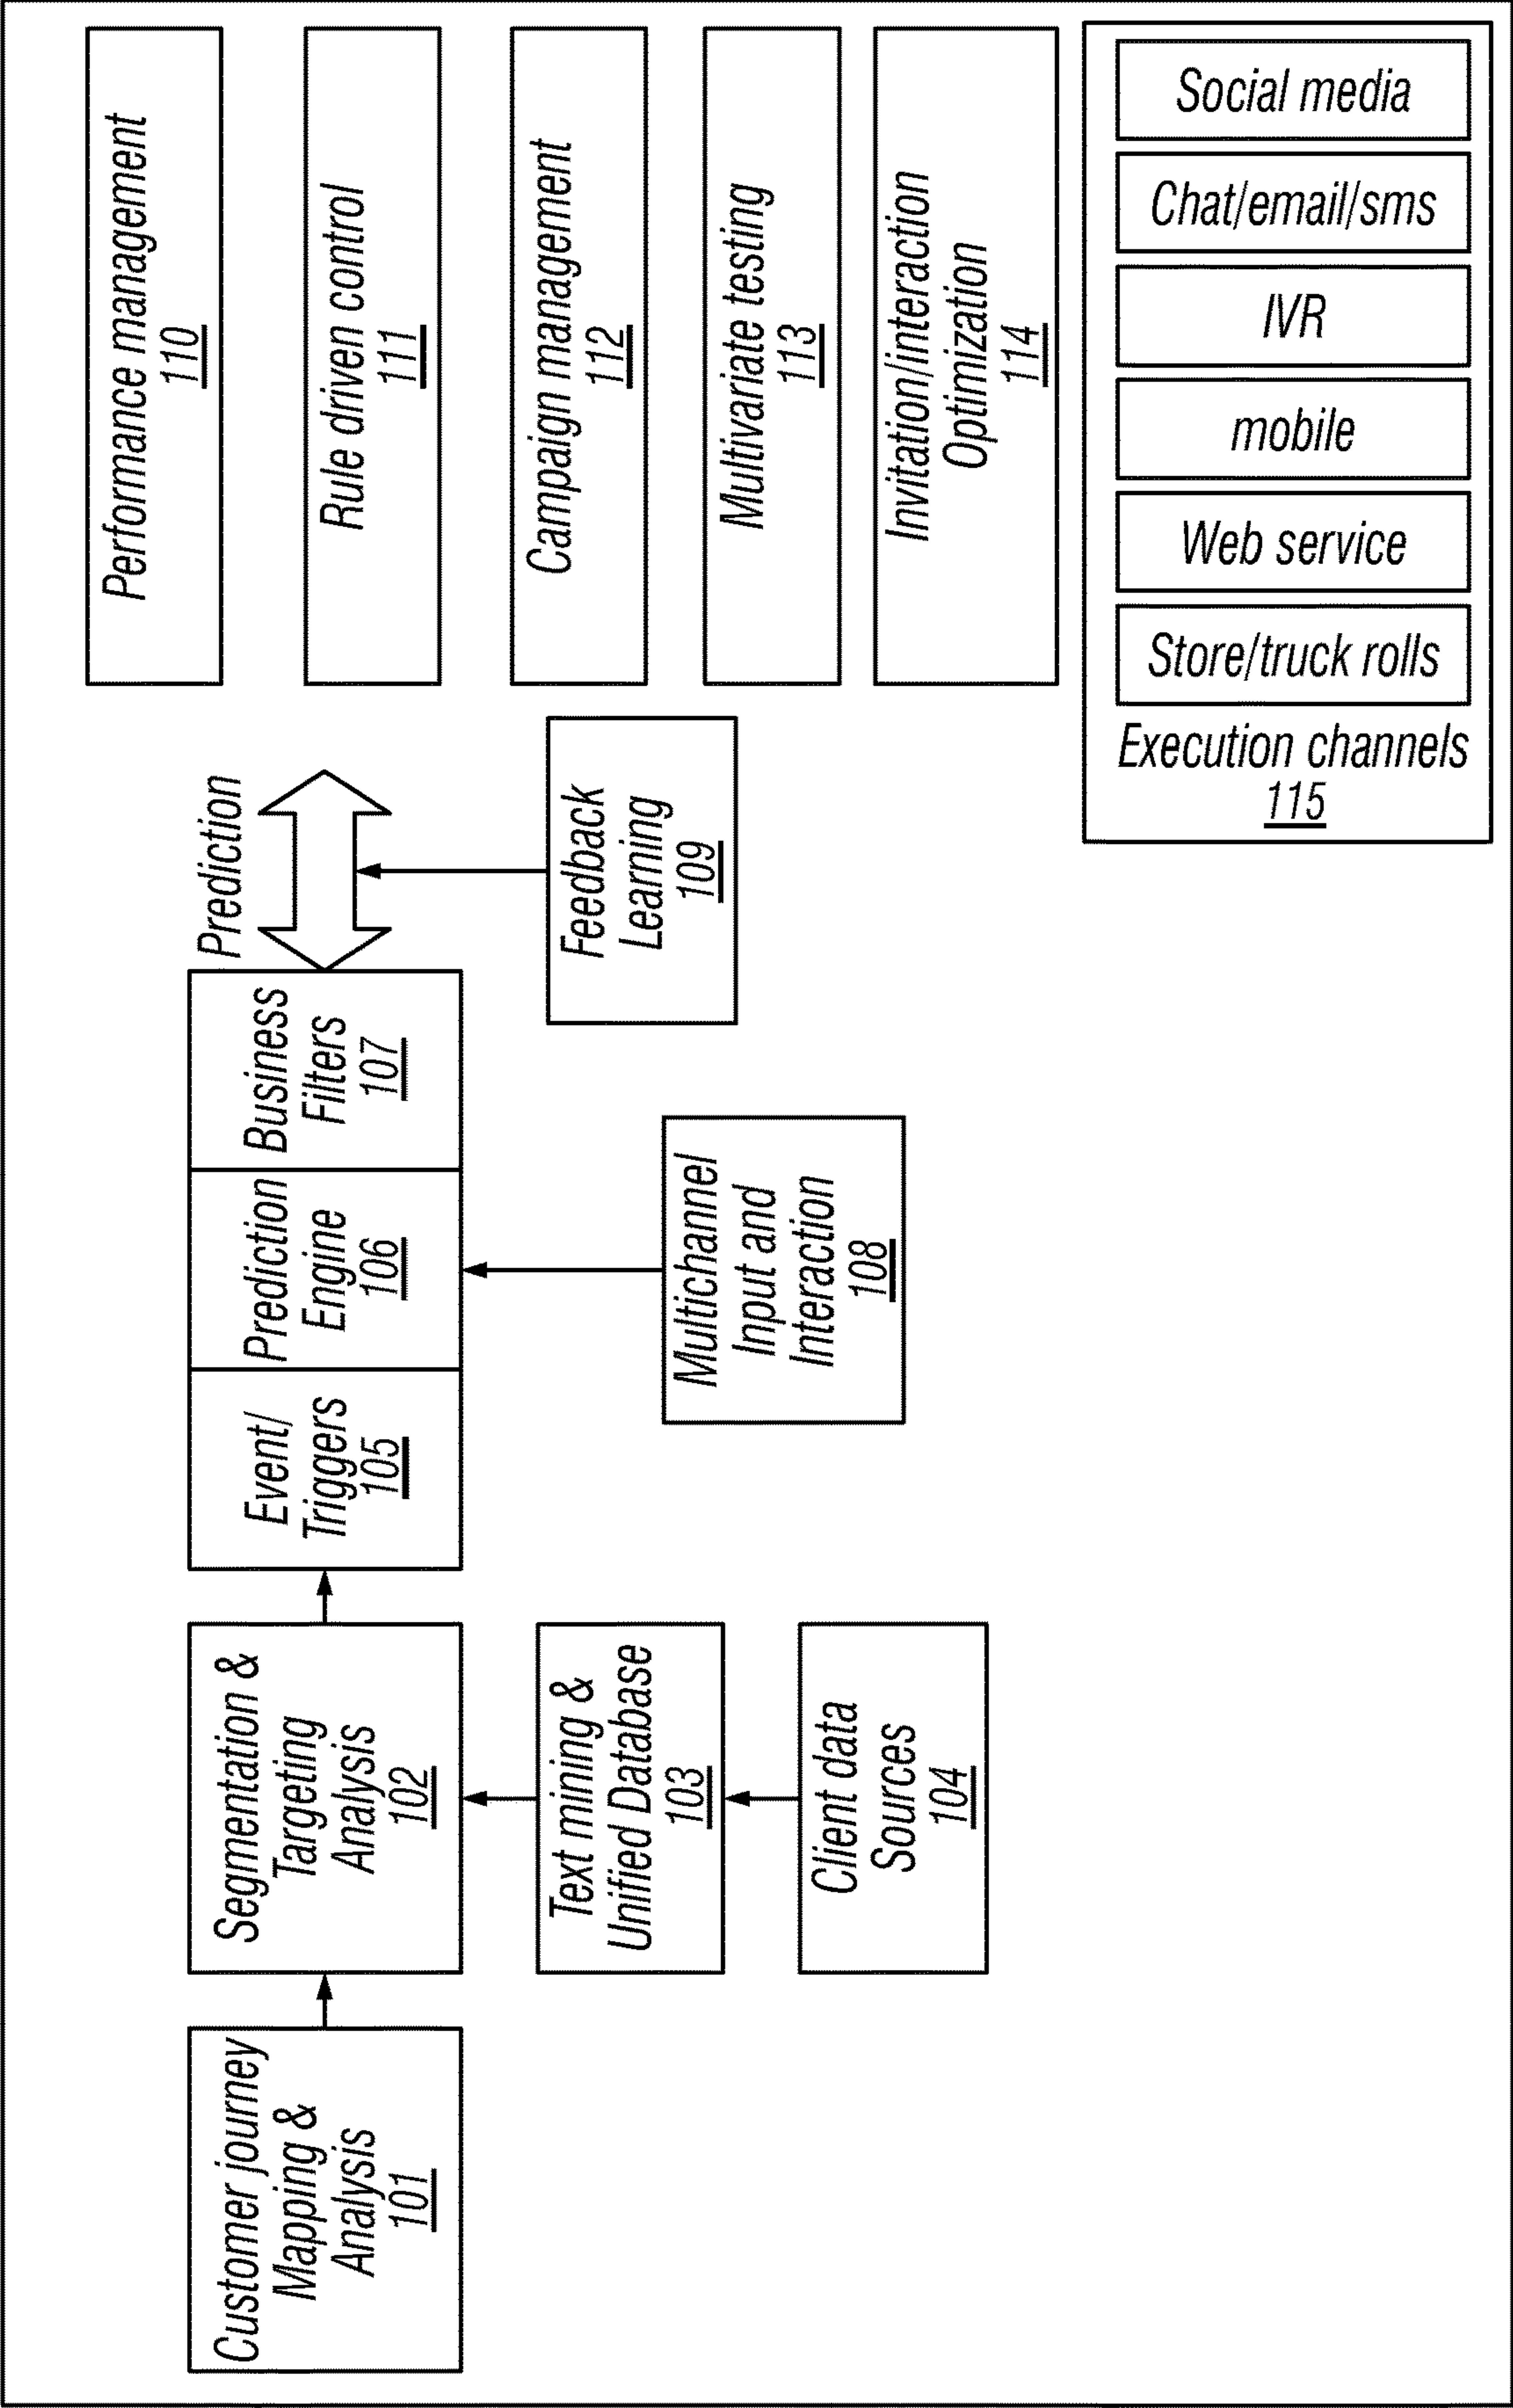 Customer journey
Mapping &
Analysis
101
Segmentation &
Targeting
Analysis
102
Text mining &
Unified Database
103
Client data
Sources
104
Event/
Triggers
105
Prediction
Engine
106
Business
Filters
107
Multichannel
Input and
Interaction
108
Prediction
Feedback
Learning
109
Performance management
110
Rule driven control
111
Campaign management
112
Multivariate testing
113
Invitation/interaction
Optimization
114
Social media
Chat/email/sms
IVR
mobile
Web service
Store/truck rolls
Execution channels
115